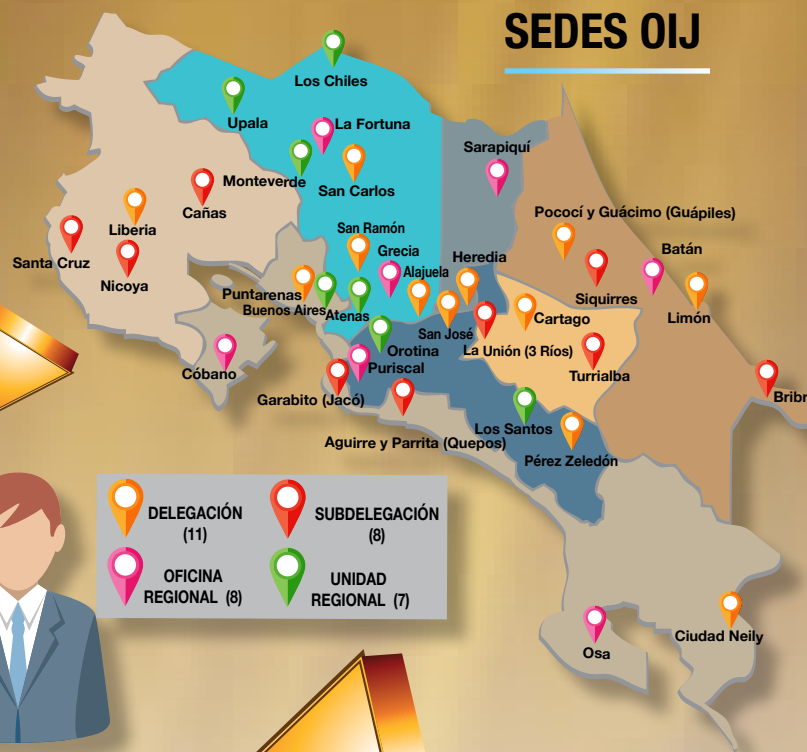 SEDES OIJ
Los Chiles
Upala
La Fortuna
Sarapiquí
Monteverde
San Carlos
Cañas
Liberia
Pococí y Guácimo (Guápiles)
San Ramón
Santa Cruz
Grecia
Heredia
Batán
Alajuela
Nicoya
Siquirres
Puntarenas
Limón
Buenos Aires
Atenas
San José
Cartago
Orotina
La Unión (3 Ríos)
Cóbano
Puriscal
Turrialba
Garabito (Jacó)
Bribr
Los Santos
Aguirre y Parrita (Quepos)
Pérez Zeledón
DELEGACIÓN
(11)
SUBDELEGACIÓN
(8)
OFICINA
REGIONAL (8)
UNIDAD
REGIONAL (7)
Ciudad Neily
Osa